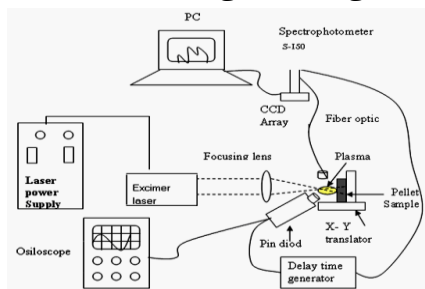 PC
Spectrophotometer
S-150
CCD
Array
Fiber optic
Focusing lens
Plasma
Laser
power
Supply
Excimer
laser
Pellet
Sample
X- Y
translator
Osiloscope
Pin diod
Delay time
generator